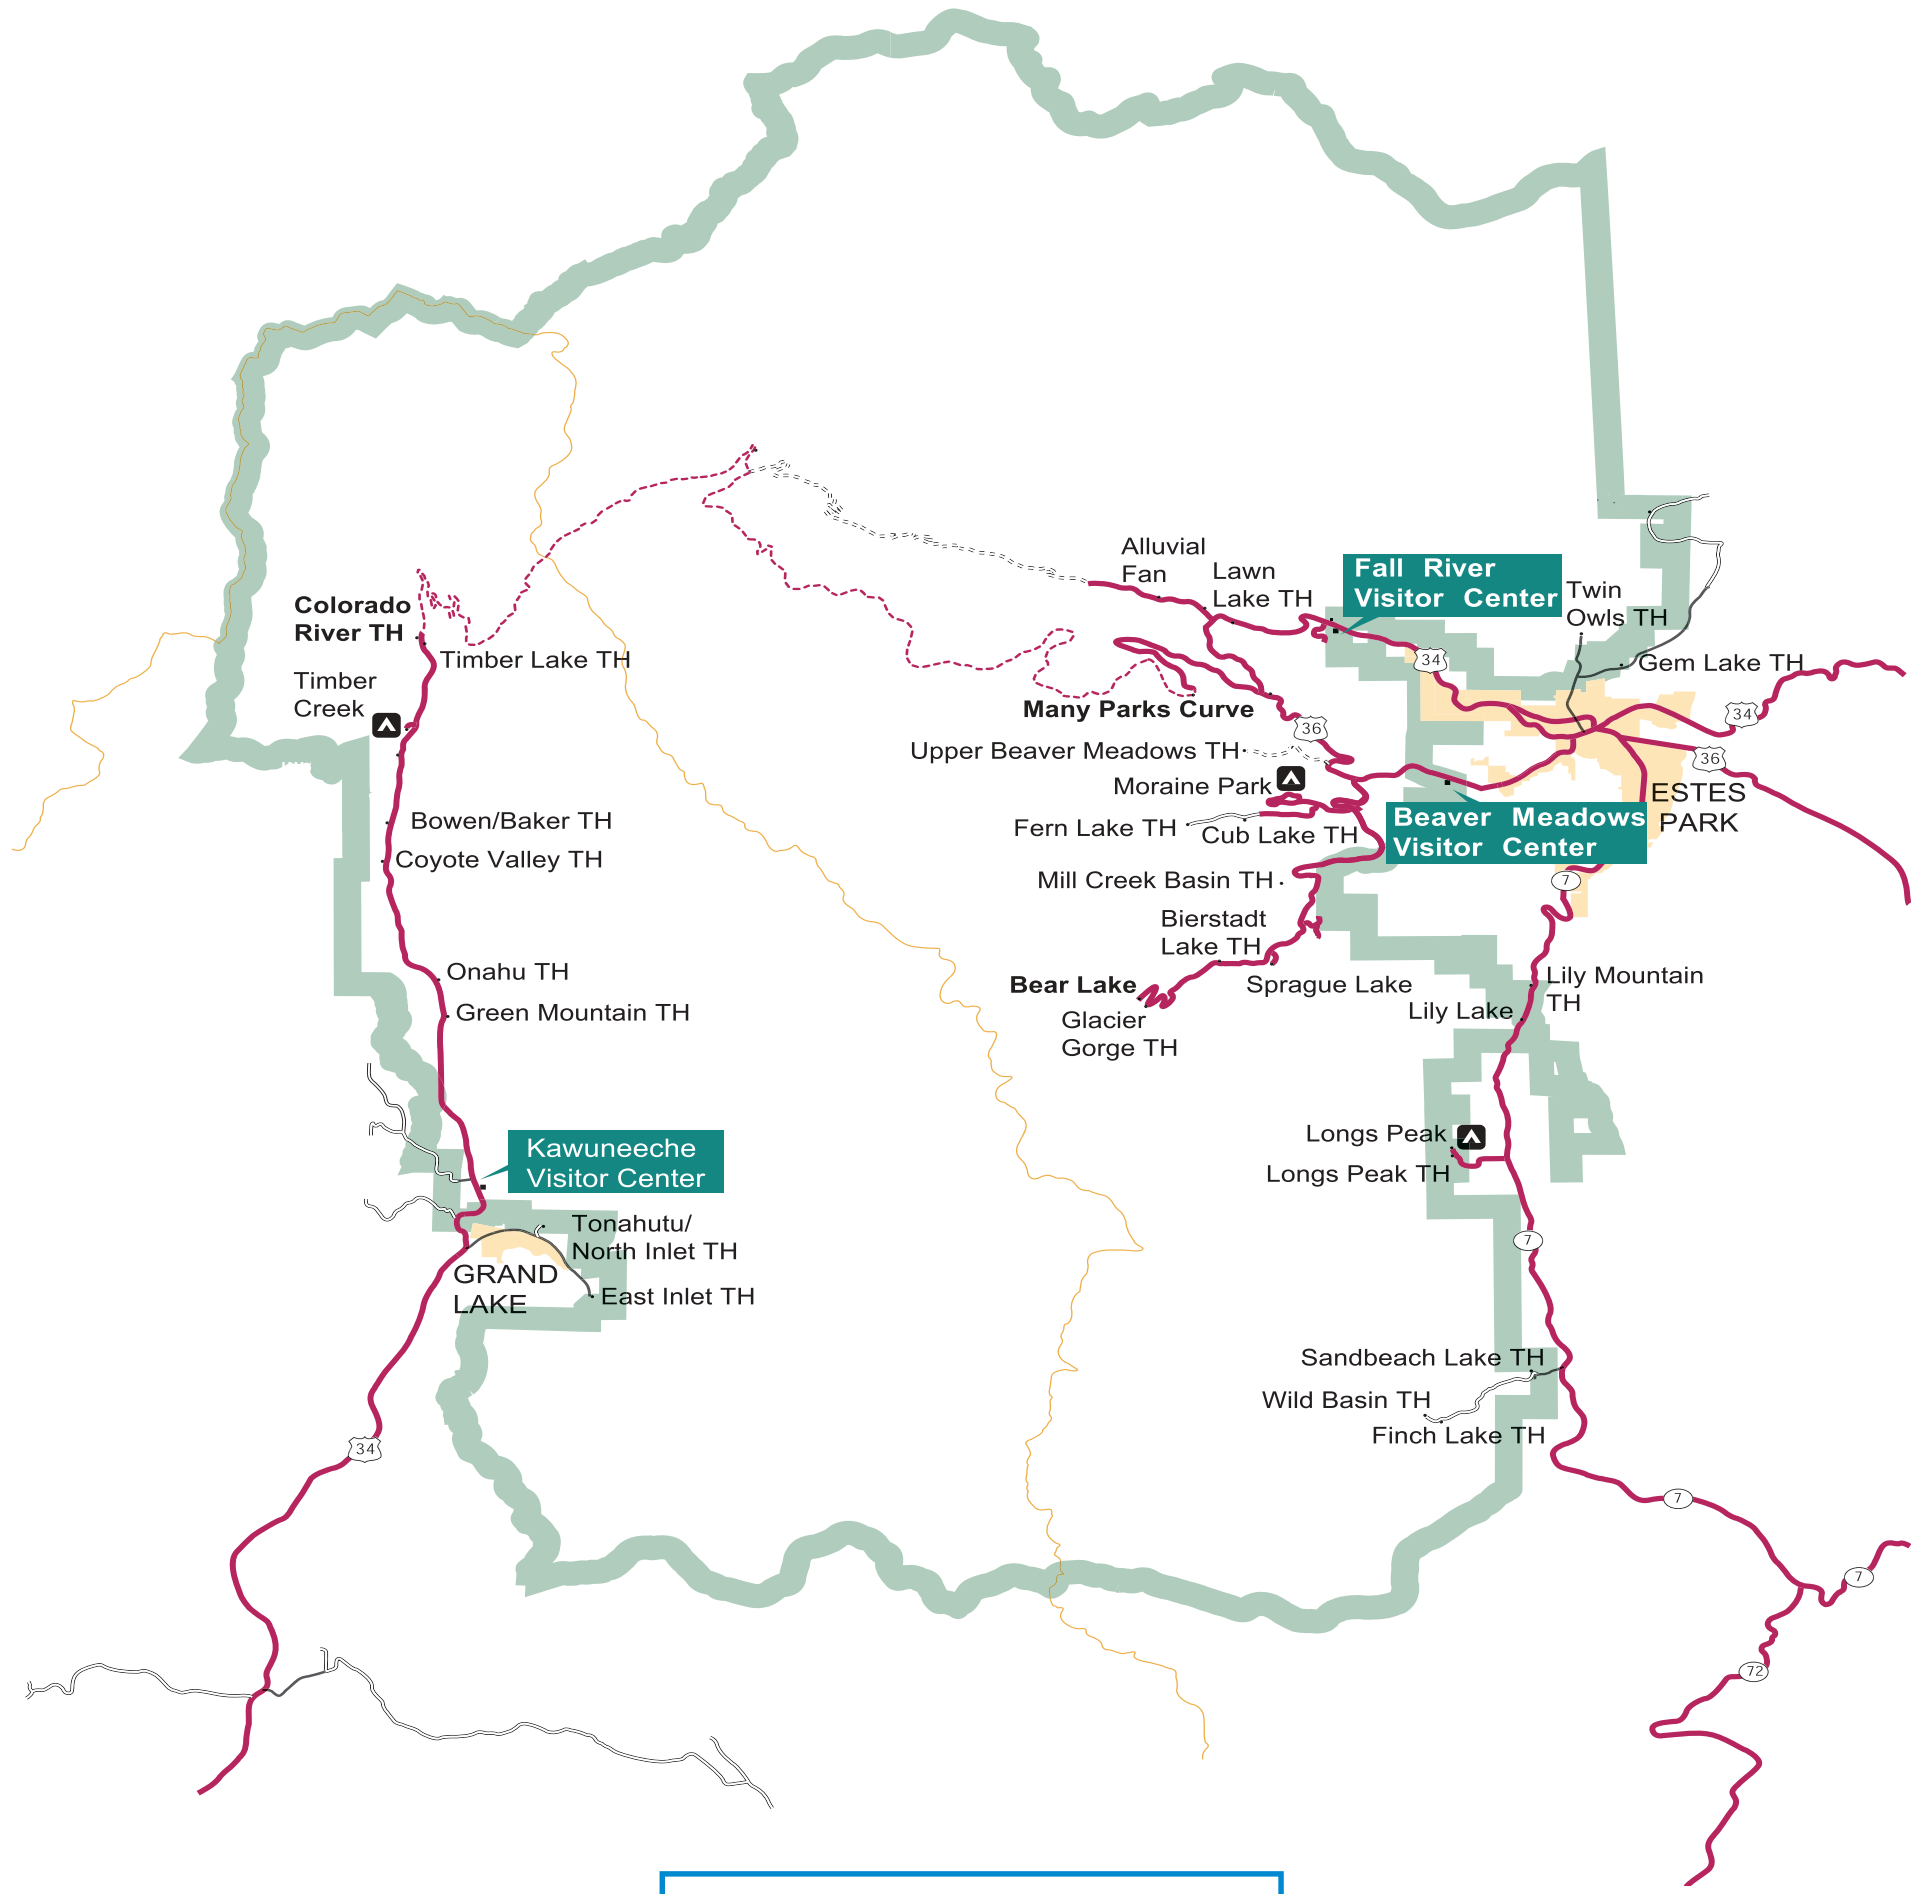 Alluvial
Fan
Lawn
Lake TH
Fall River
Visitor Center
Twin
Owls TH
Colorado
River TH
Timber Lake TH
34
Gem Lake TH
Timber
Creek
Many Parks Curve
34
36
Upper Beaver Meadows TH
36
Moraine Park
ESTES
PARK
Bowen/Baker TH
Fern Lake TH
Cub Lake TH
Beaver Meadows
Visitor Center
Coyote Valley TH
Mill Creek Basin TH
7
Bierstadt
Lake TH
Onahu TH
Bear Lake
Sprague Lake
Lily Mountain
TH
Green Mountain TH
Glacier
Gorge TH
Lily Lake
Kawuneeche
Visitor Center
Longs Peak
Longs Peak TH
Tonahutu/
North Inlet TH
7
GRAND
LAKE
East Inlet TH
Sandbeach Lake TH
Wild Basin TH
Finch Lake TH
34
7
7
72